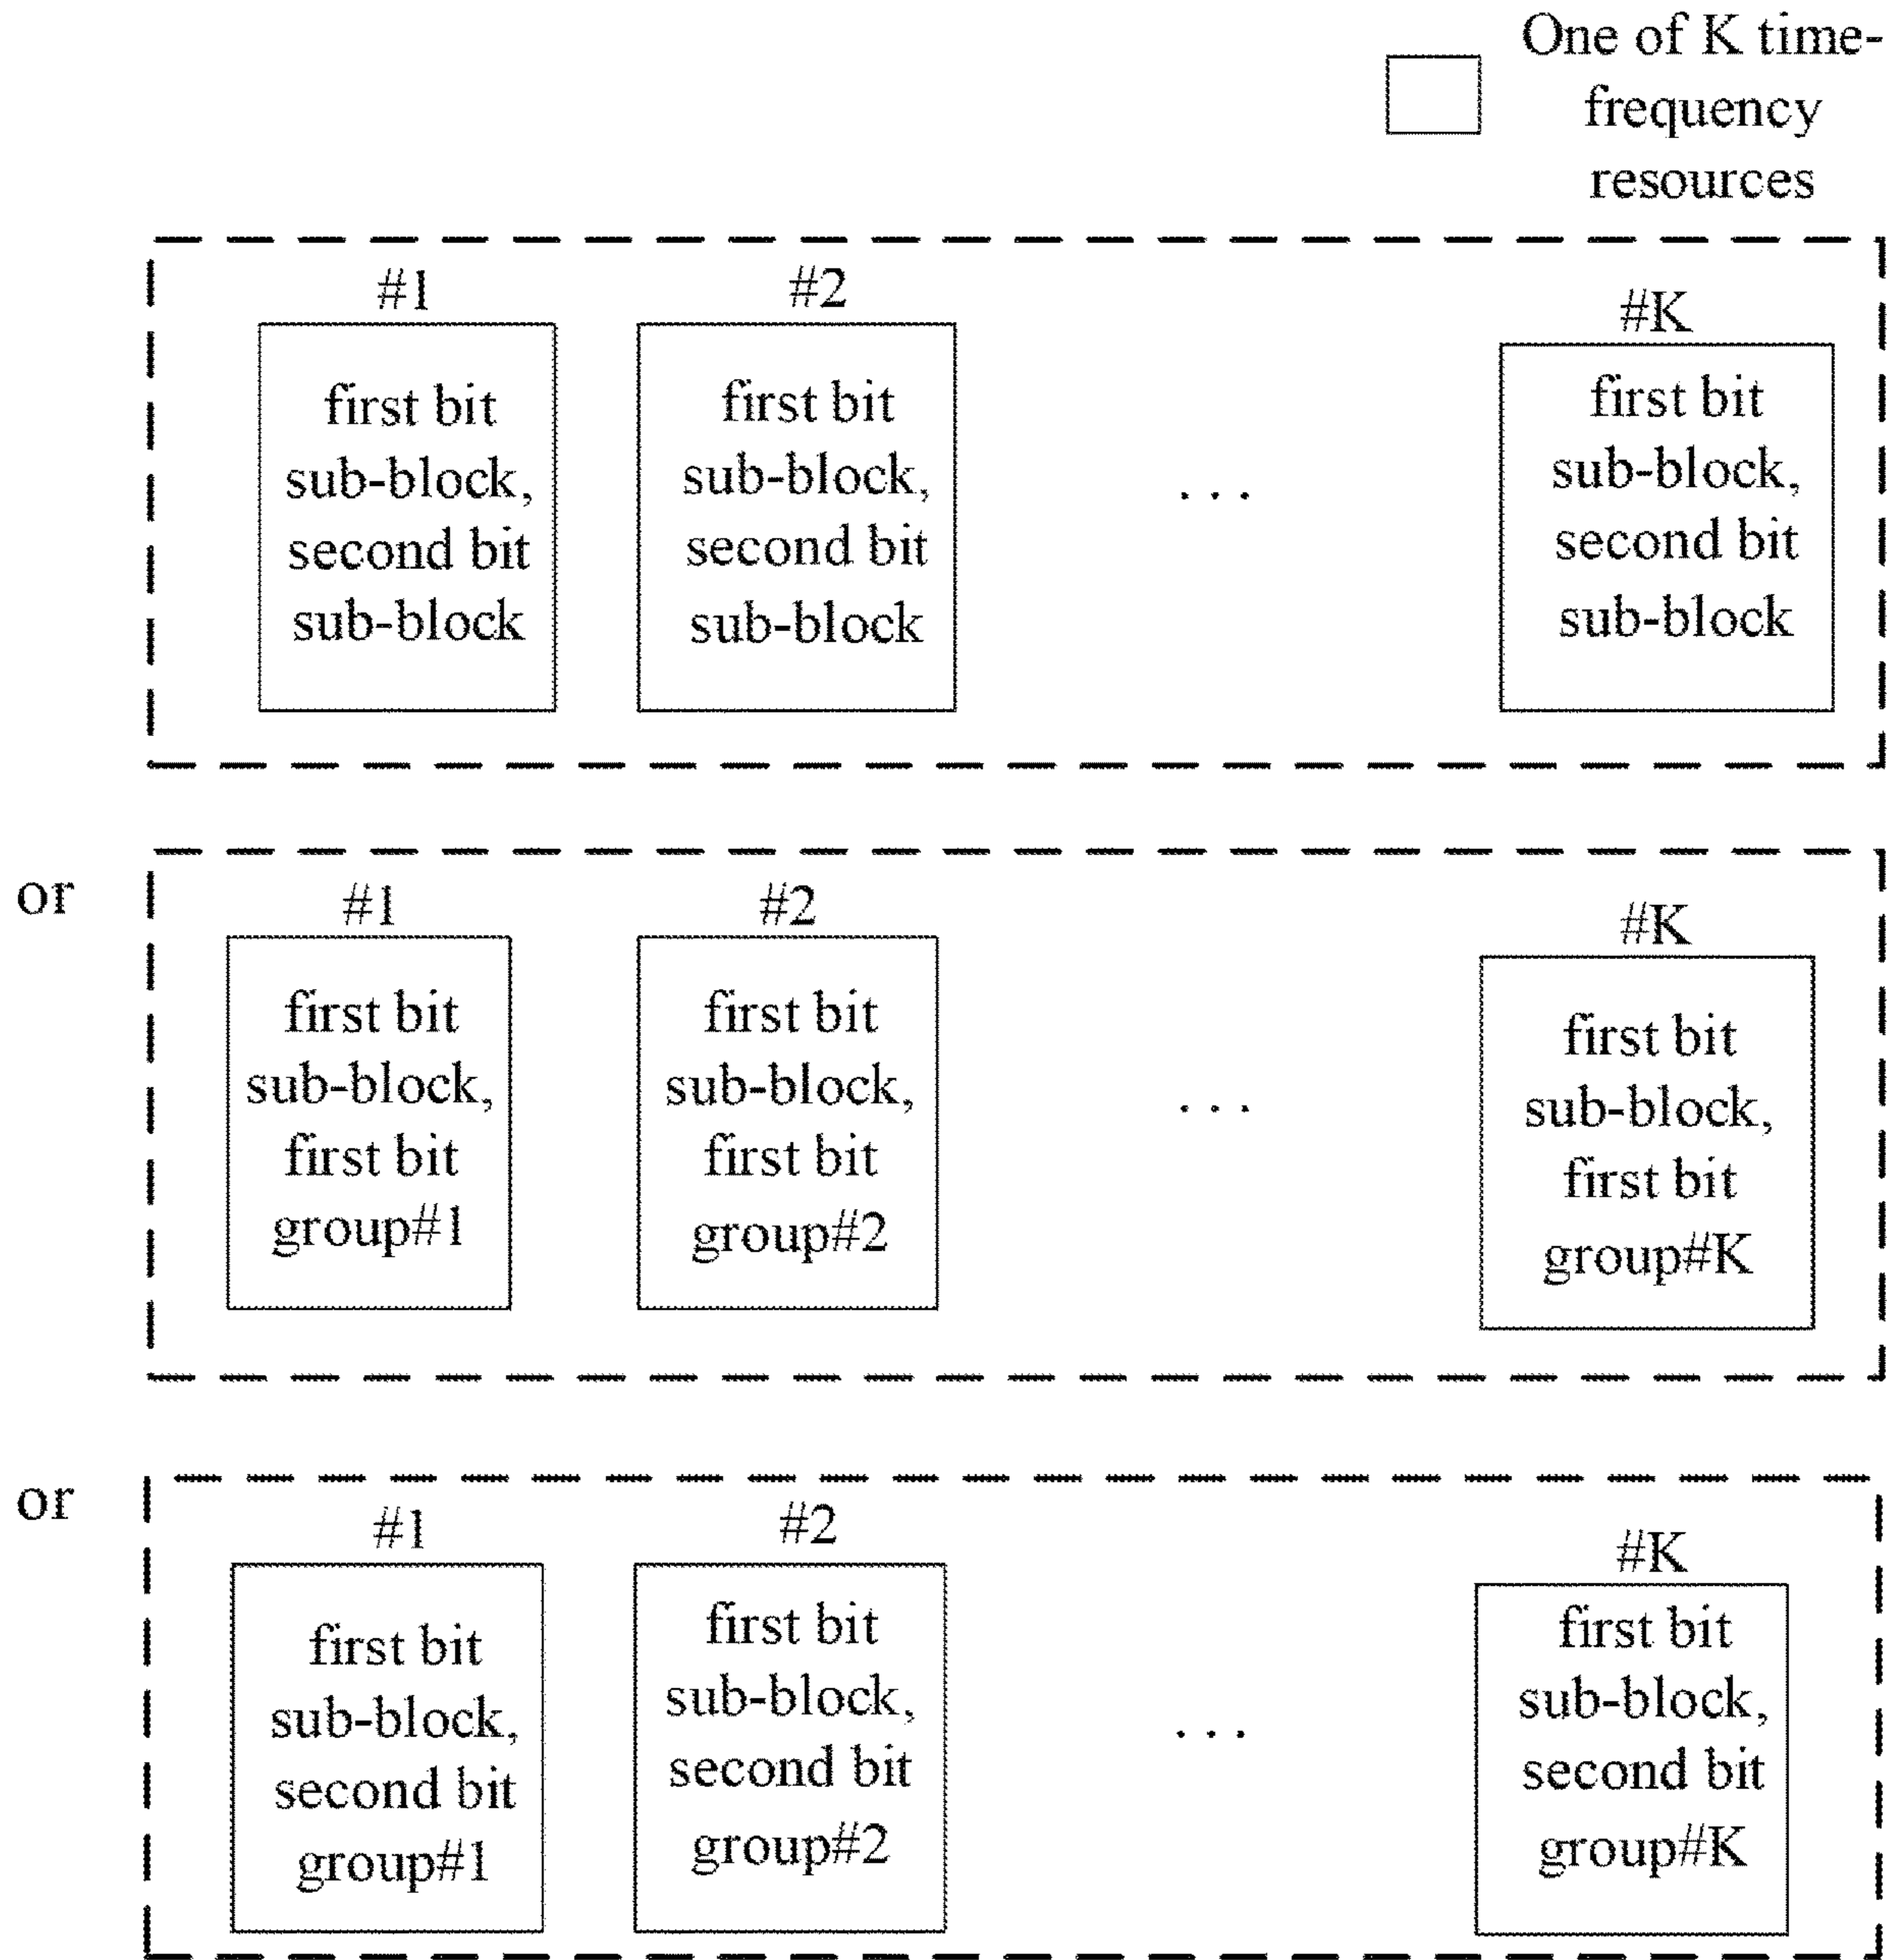 One of K time-
frequency
resources
#1
first bit
sub-block,
second bit
sub-block
#2
first bit
sub-block,
second bit
sub-block
. . .
#K
first bit
sub-block,
second bit
sub-block
or
#1
first bit
sub-block,
first bit
group#1
#2
first bit
sub-block,
first bit
group#2
. . .
#K
first bit
sub-block,
first bit
group#K
or
#1
first bit
sub-block,
second bit
group#1
#2
first bit
sub-block,
second bit
group#2
. . .
#K
first bit
sub-block,
second bit
group#K